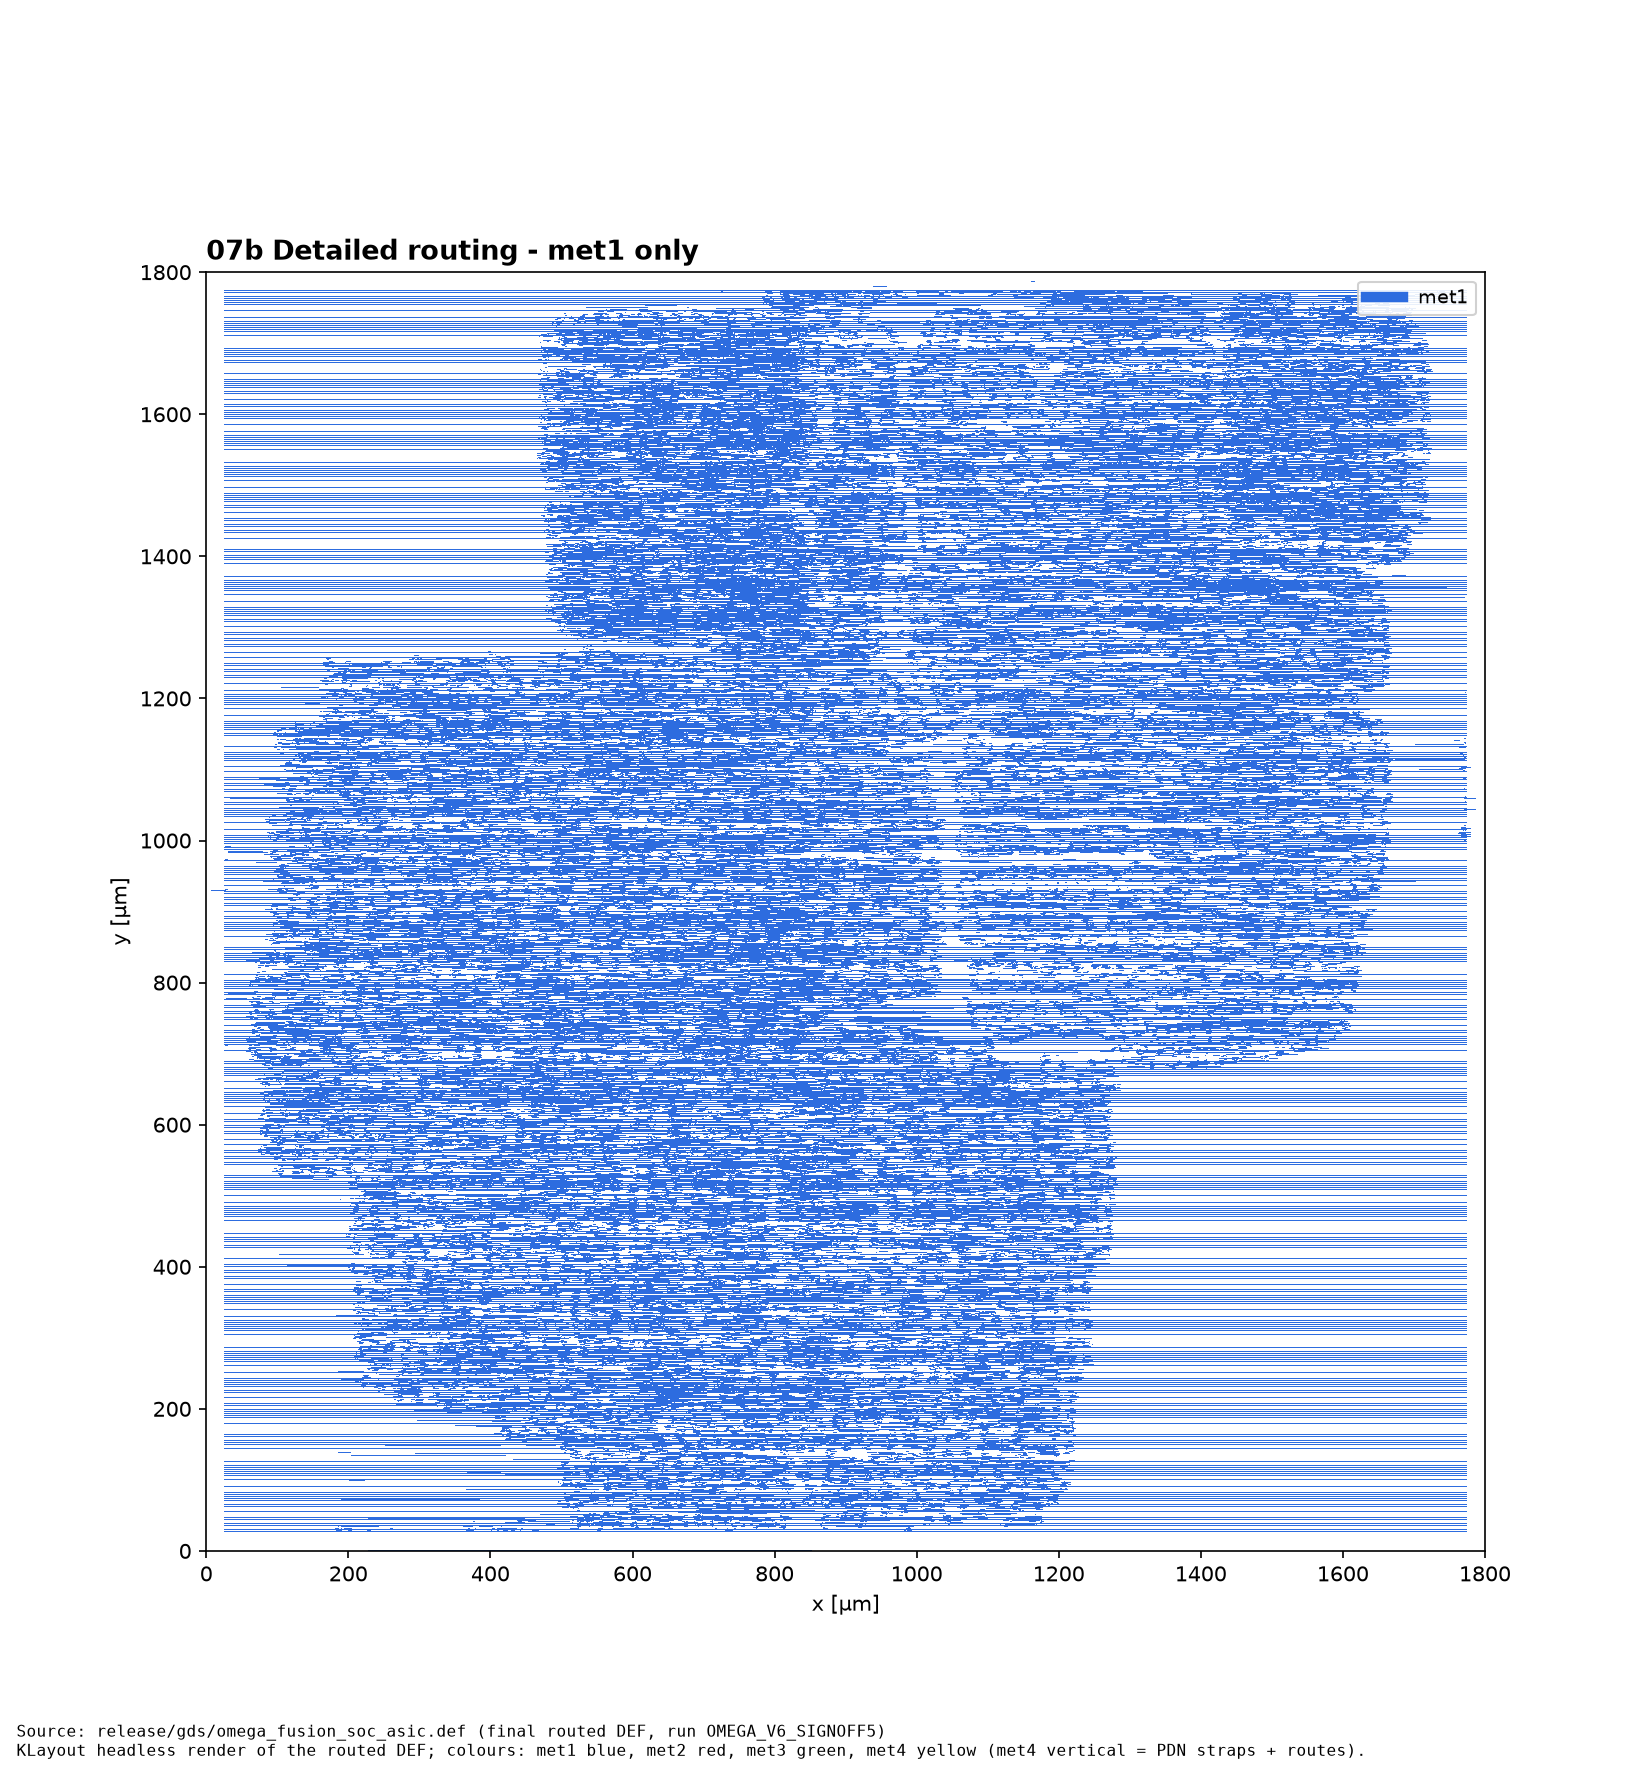 07b Detailed routing - met1 only
met1
1800
1600
1400
1200
1000
800
600
400
200
0
y [µm]
0 200 400 600 800 1000 1200 1400 1600 1800
x [µm]
Source: release/gds/omega_fusion_soc_asic.def (final routed DEF, run OMEGA_V6_SIGNOFF5)
KLayout headless render of the routed DEF; colours: met1 blue, met2 red, met3 green, met4 yellow (met4 vertical = PDN straps + routes).